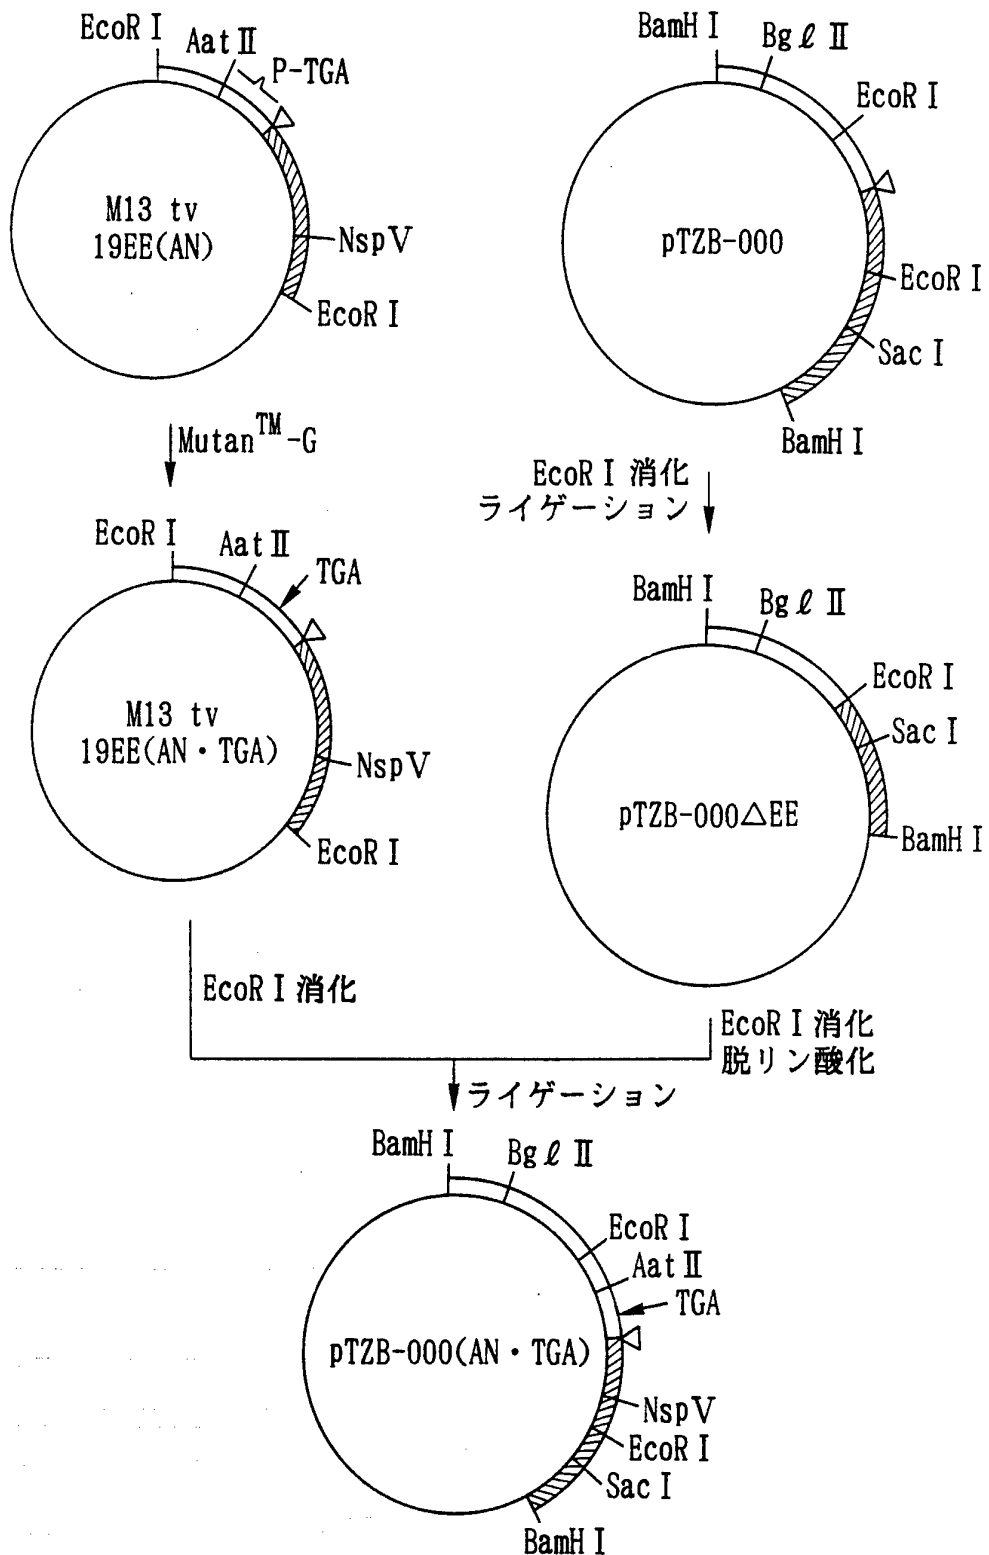 EcoR I
Aat II
P-TGA
M13 tv
19EE(AN)
NspV
EcoR I
BamH I
Bgℓ II
EcoR I
pTZB-000
EcoR I
Sac I
BamH I
Mutan™-G
EcoR I 消化
ライゲーション
EcoR I
Aat II
TGA
M13 tv
19EE(AN・TGA)
NspV
EcoR I
BamH I
Bgℓ II
EcoR I
Sac I
pTZB-000△EE
BamH I
EcoR I 消化
EcoR I 消化
脱リン酸化
ライゲーション
BamH I
Bgℓ II
EcoR I
Aat II
TGA
pTZB-000(AN・TGA)
NspV
EcoR I
Sac I
BamH I